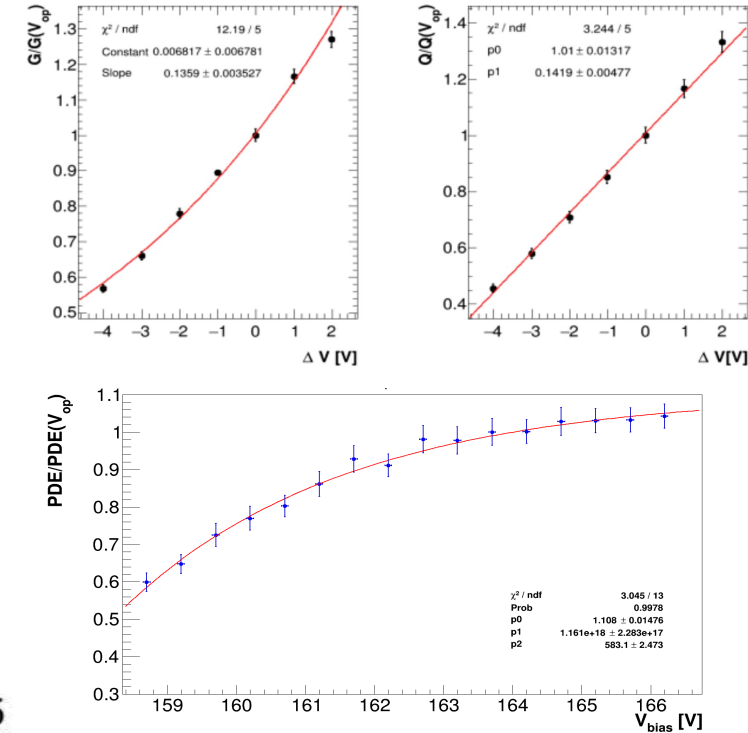 G/G(V_op)
χ² / ndf 12.19 / 5
Constant 0.006817 ± 0.006781
Slope 0.1359 ± 0.003527
1.3
1.2
1.1
1
0.9
0.8
0.7
0.6
0.5
−4 −3 −2 −1 0 1 2
Δ V [V]
Q/Q(V_op)
χ² / ndf 3.244 / 5
p0 1.01 ± 0.01317
p1 0.1419 ± 0.00477
1.4
1.2
1
0.8
0.6
0.4
−4 −3 −2 −1 0 1 2
Δ V[V]
PDE/PDE(V_op)
1.1
1
0.9
0.8
0.7
0.6
0.5
0.4
0.3
χ² / ndf 3.045 / 13
Prob 0.9978
p0 1.108 ± 0.01476
p1 1.161e+18 ± 2.283e+17
p2 583.1 ± 2.473
159 160 161 162 163 164 165 166
V_bias [V]